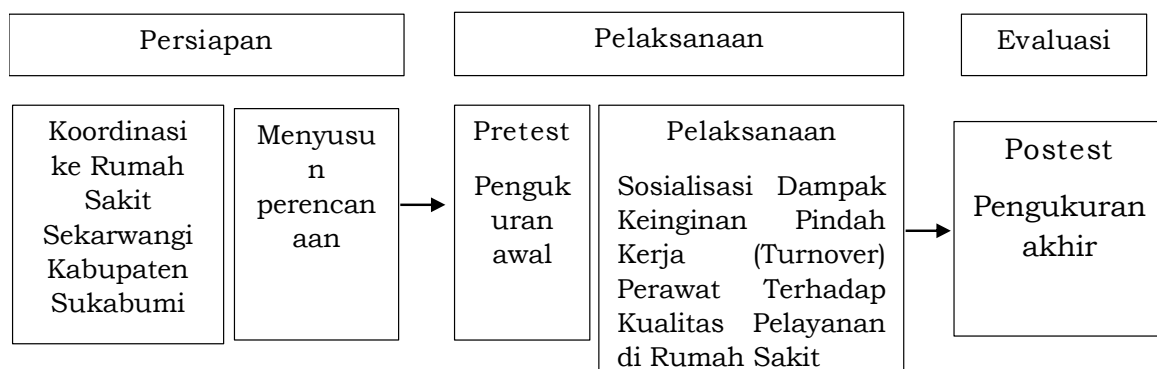 Persiapan
Pelaksanaan
Evaluasi
Koordinasi
ke Rumah
Sakit
Sekarwangi
Kabupaten
Sukabumi
Menyusu
n
perencan
aan
Pretest
Penguk
uran
awal
Pelaksanaan
Sosialisasi Dampak
Keinginan Pindah
Kerja (Turnover)
Perawat Terhadap
Kualitas Pelayanan
di Rumah Sakit
Postest
Pengukuran
akhir